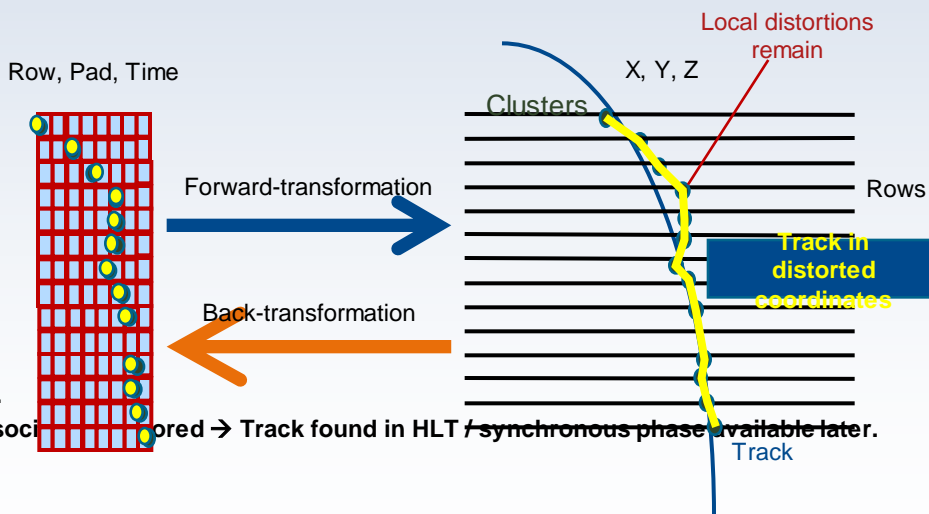 Local distortions
remain
Row, Pad, Time
X, Y, Z
Clusters
Forward-transformation
Rows
Track in
distorted
coordinates
Back-transformation
→ Track found in HLT / synchronous phase available later.
Track